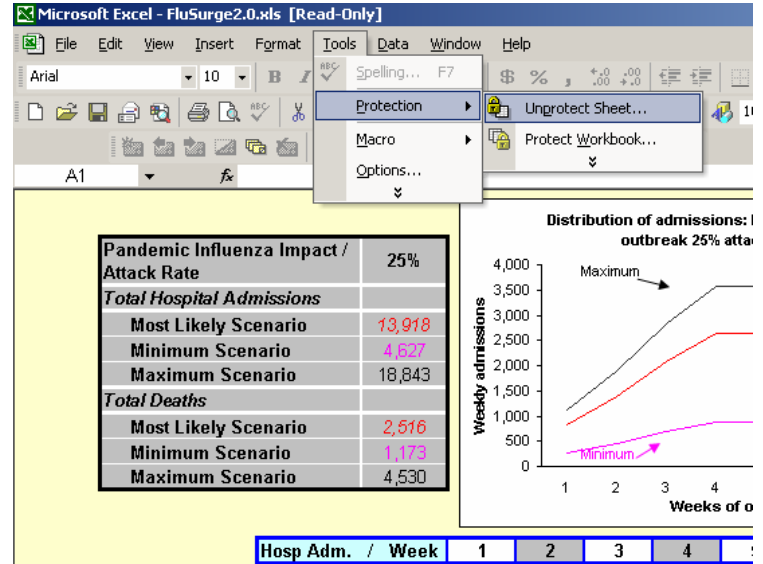 Microsoft Excel - FluSurge2.0.xls [Read-Only]
File Edit View Insert Format Tools Data Window Help
Arial 10 B I Spelling... F7 $ % ,
Protection Unprotect Sheet...
Macro Protect Workbook...
Options...
A1 fx
Distribution of admissions:
outbreak 25%
Pandemic Influenza Impact / 25%
Attack Rate
Total Hospital Admissions
Most Likely Scenario 13,918
Minimum Scenario 4,627
Maximum Scenario 18,843
Total Deaths
Most Likely Scenario 2,516
Minimum Scenario 1,173
Maximum Scenario 4,530
Weekly admissions
4,000
3,500
3,000
2,500
2,000
1,500
1,000
500
0
Maximum
Minimum
1 2 3 4
Weeks of
Hosp Adm. / Week 1 2 3 4